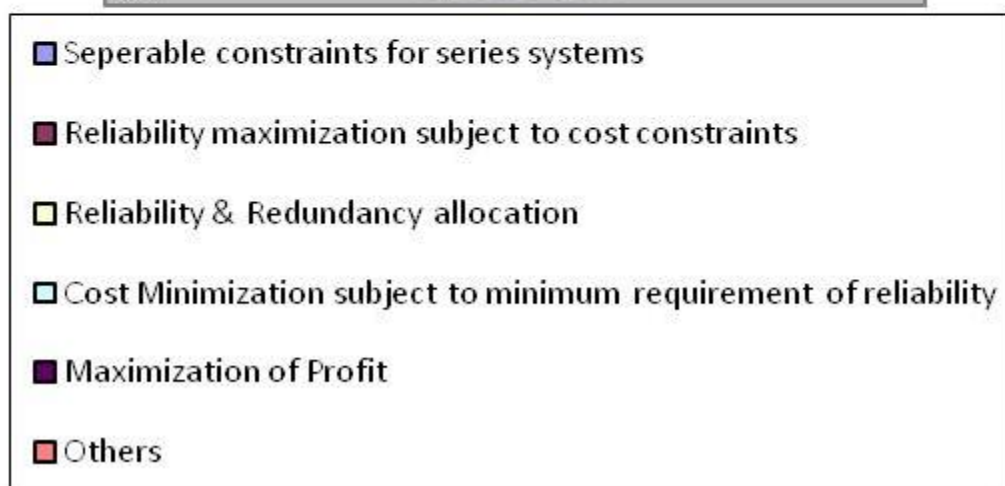 Seperable constraints for series systems
Reliability maximization subject to cost constraints
Reliability & Redundancy allocation
Cost Minimization subject to minimum requirement of reliability
Maximization of Profit
Others